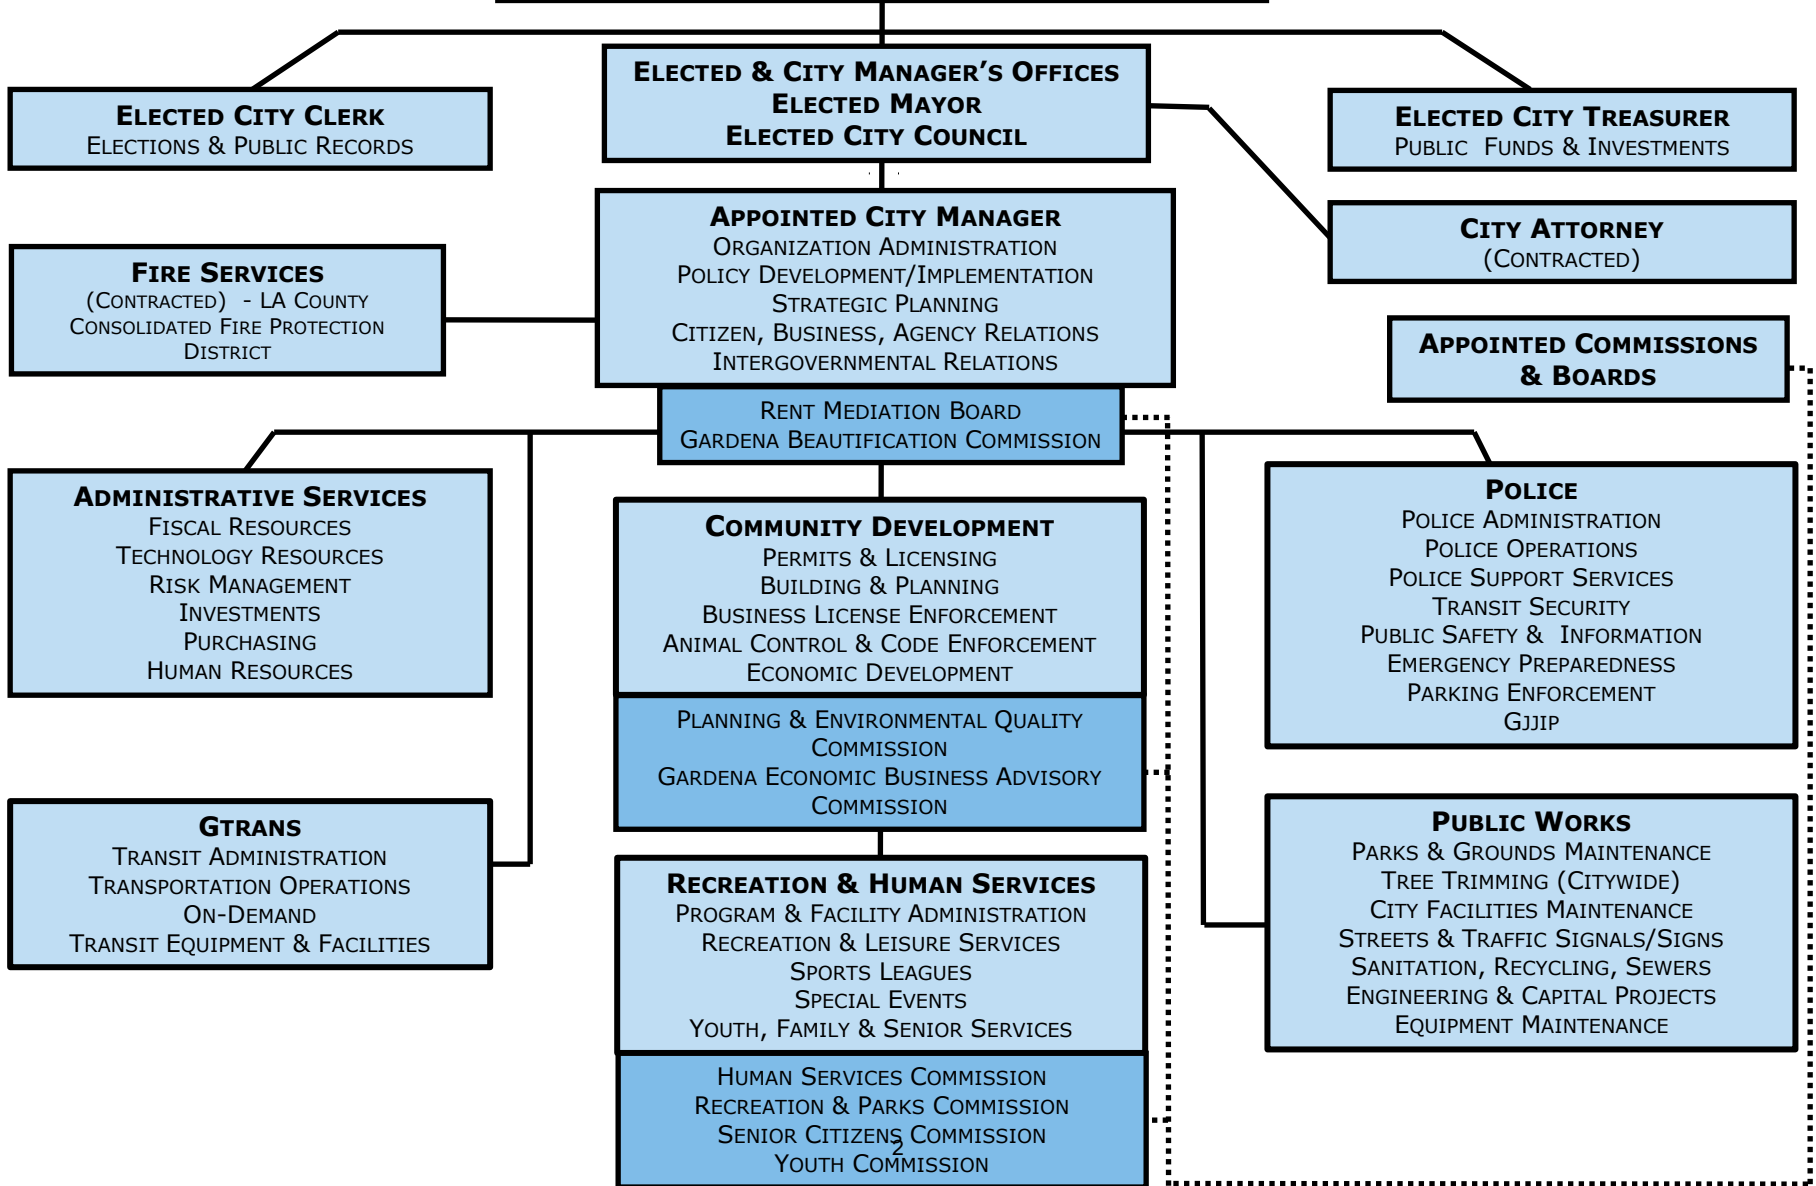 ELECTED & CITY MANAGER'S OFFICES
ELECTED MAYOR
ELECTED CITY COUNCIL
ELECTED CITY CLERK
ELECTIONS & PUBLIC RECORDS
ELECTED CITY TREASURER
PUBLIC FUNDS & INVESTMENTS
APPOINTED CITY MANAGER
ORGANIZATION ADMINISTRATION
POLICY DEVELOPMENT/IMPLEMENTATION
STRATEGIC PLANNING
CITIZEN, BUSINESS, AGENCY RELATIONS
INTERGOVERNMENTAL RELATIONS
CITY ATTORNEY
(CONTRACTED)
FIRE SERVICES
(CONTRACTED) - LA COUNTY
CONSOLIDATED FIRE PROTECTION
DISTRICT
APPOINTED COMMISSIONS
& BOARDS
RENT MEDIATION BOARD
GARDENA BEAUTIFICATION COMMISSION
ADMINISTRATIVE SERVICES
FISCAL RESOURCES
TECHNOLOGY RESOURCES
RISK MANAGEMENT
INVESTMENTS
PURCHASING
HUMAN RESOURCES
COMMUNITY DEVELOPMENT
PERMITS & LICENSING
BUILDING & PLANNING
BUSINESS LICENSE ENFORCEMENT
ANIMAL CONTROL & CODE ENFORCEMENT
ECONOMIC DEVELOPMENT
PLANNING & ENVIRONMENTAL QUALITY
COMMISSION
GARDENA ECONOMIC BUSINESS ADVISORY
COMMISSION
POLICE
POLICE ADMINISTRATION
POLICE OPERATIONS
POLICE SUPPORT SERVICES
TRANSIT SECURITY
PUBLIC SAFETY & INFORMATION
EMERGENCY PREPAREDNESS
PARKING ENFORCEMENT
GJJIP
GTRANS
TRANSIT ADMINISTRATION
TRANSPORTATION OPERATIONS
ON-DEMAND
TRANSIT EQUIPMENT & FACILITIES
RECREATION & HUMAN SERVICES
PROGRAM & FACILITY ADMINISTRATION
RECREATION & LEISURE SERVICES
SPORTS LEAGUES
SPECIAL EVENTS
YOUTH, FAMILY & SENIOR SERVICES
HUMAN SERVICES COMMISSION
RECREATION & PARKS COMMISSION
SENIOR CITIZENS COMMISSION
YOUTH COMMISSION
PUBLIC WORKS
PARKS & GROUNDS MAINTENANCE
TREE TRIMMING (CITYWIDE)
CITY FACILITIES MAINTENANCE
STREETS & TRAFFIC SIGNALS/SIGNS
SANITATION, RECYCLING, SEWERS
ENGINEERING & CAPITAL PROJECTS
EQUIPMENT MAINTENANCE
2